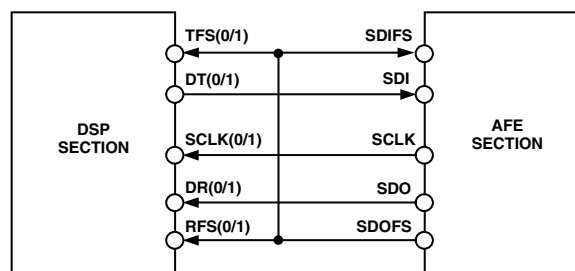 TFS(0/1) SDIFS
DT(0/1) SDI
DSP
SECTION
AFE
SECTION
SCLK(0/1) SCLK
DR(0/1) SDO
RFS(0/1) SDOFS